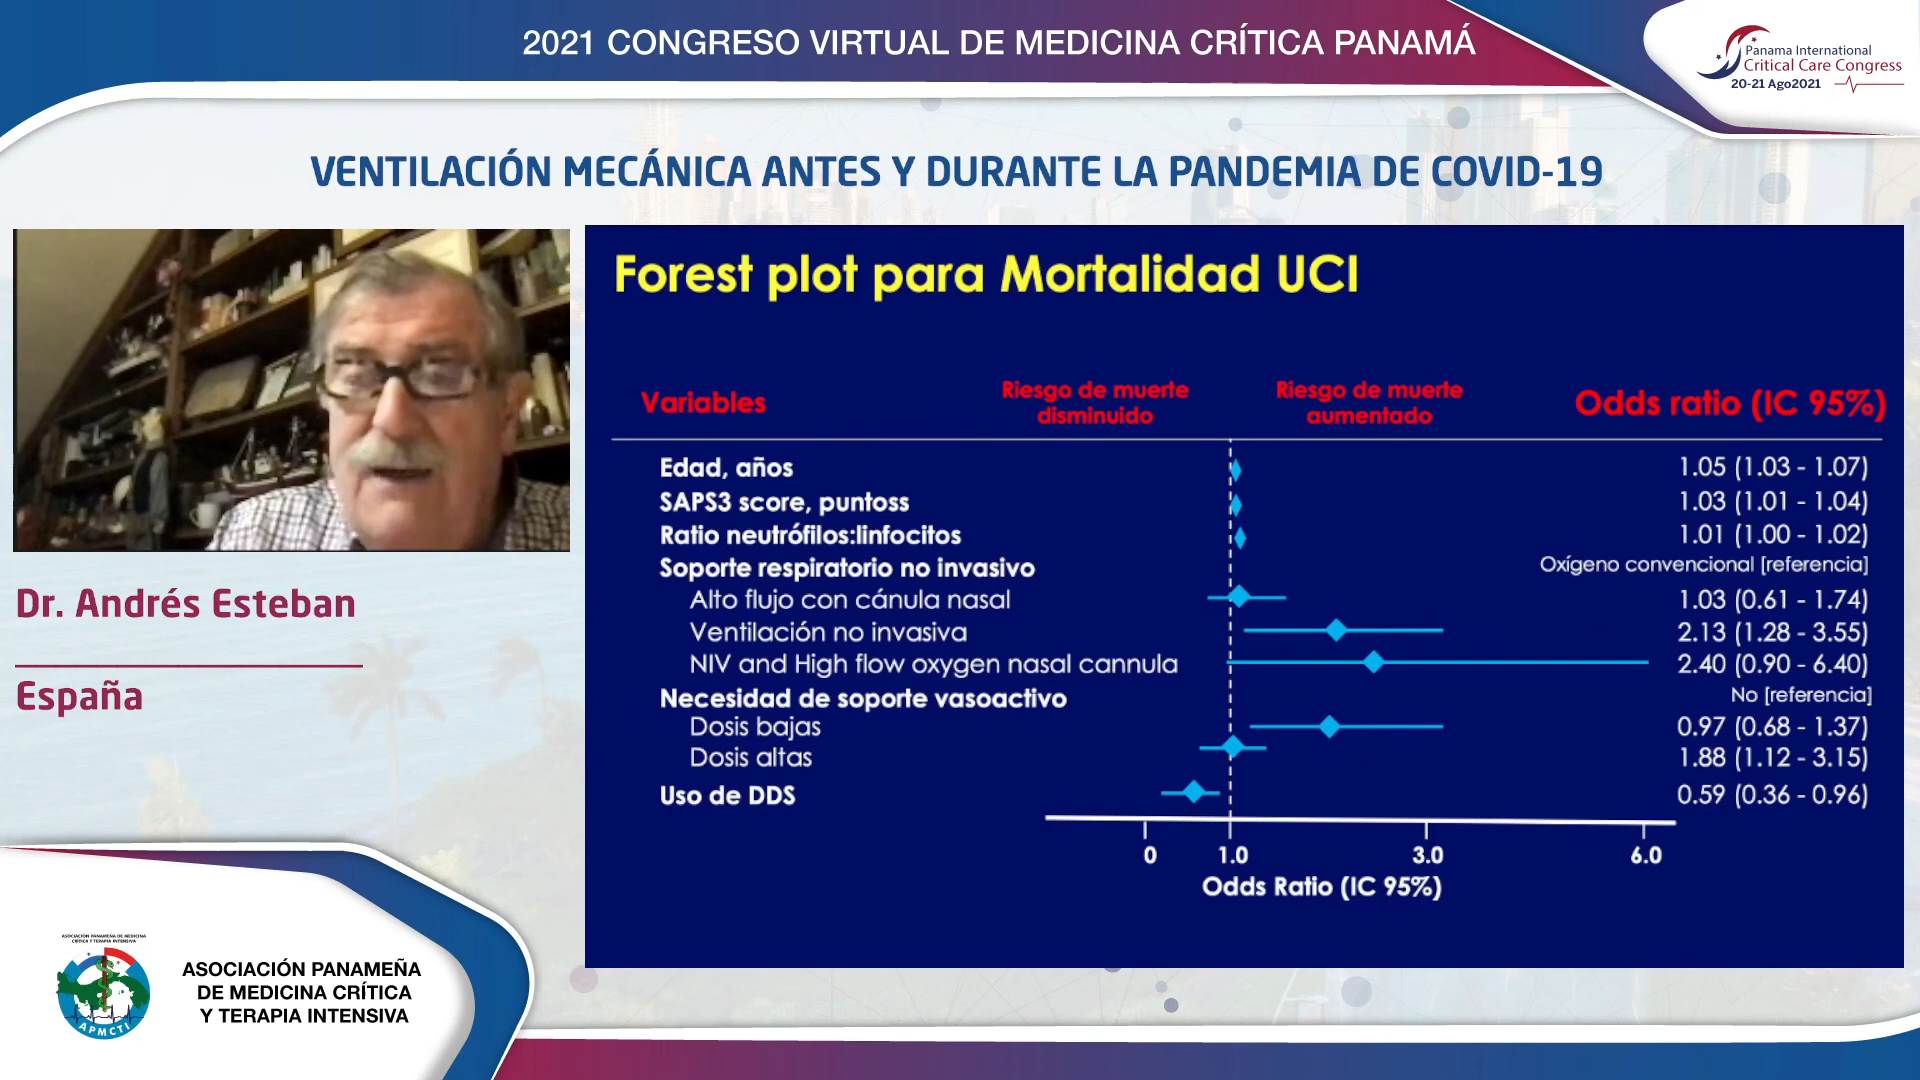 2021 CONGRESO VIRTUAL DE MEDICINA CRÍTICA PANAMÁ
Panama International
Critical Care Congress
20-21 Ago2021
VENTILACIÓN MECÁNICA ANTES Y DURANTE LA PANDEMIA DE COVID-19
Dr. Andrés Esteban
España
Forest plot para Mortalidad UCI
Variables
Riesgo de muerte
disminuido
Riesgo de muerte
aumentado
Odds ratio (IC 95%)
Edad, años 1.05 (1.03 - 1.07)
SAPS3 score, puntoss 1.03 (1.01 - 1.04)
Ratio neutrófilos:linfocitos 1.01 (1.00 - 1.02)
Soporte respiratorio no invasivo Oxígeno convencional [referencia]
Alto flujo con cánula nasal 1.03 (0.61 - 1.74)
Ventilación no invasiva 2.13 (1.28 - 3.55)
NIV and High flow oxygen nasal cannula 2.40 (0.90 - 6.40)
Necesidad de soporte vasoactivo No [referencia]
Dosis bajas 0.97 (0.68 - 1.37)
Dosis altas 1.88 (1.12 - 3.15)
Uso de DDS 0.59 (0.36 - 0.96)
0 1.0 3.0 6.0
Odds Ratio (IC 95%)
ASOCIACIÓN PANAMEÑA DE MEDICINA
CRÍTICA Y TERAPIA INTENSIVA
APMCTI
ASOCIACIÓN PANAMEÑA
DE MEDICINA CRÍTICA
Y TERAPIA INTENSIVA